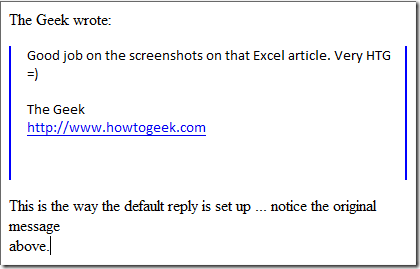 The Geek wrote:
Good job on the screenshots on that Excel article. Very HTG
=)
The Geek
http://www.howtogeek.com
This is the way the default reply is set up ... notice the original
message
above.